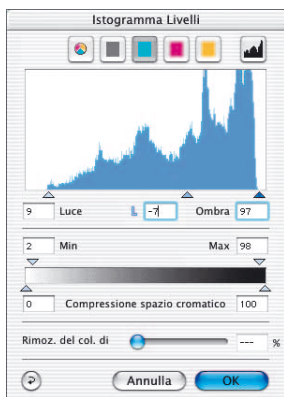 Istogramma Livelli
9 Luce L -7 Ombra 97
2 Min Max 98
0 Compressione spazio cromatico 100
Rimoz. del col. di --- %
Annulla OK